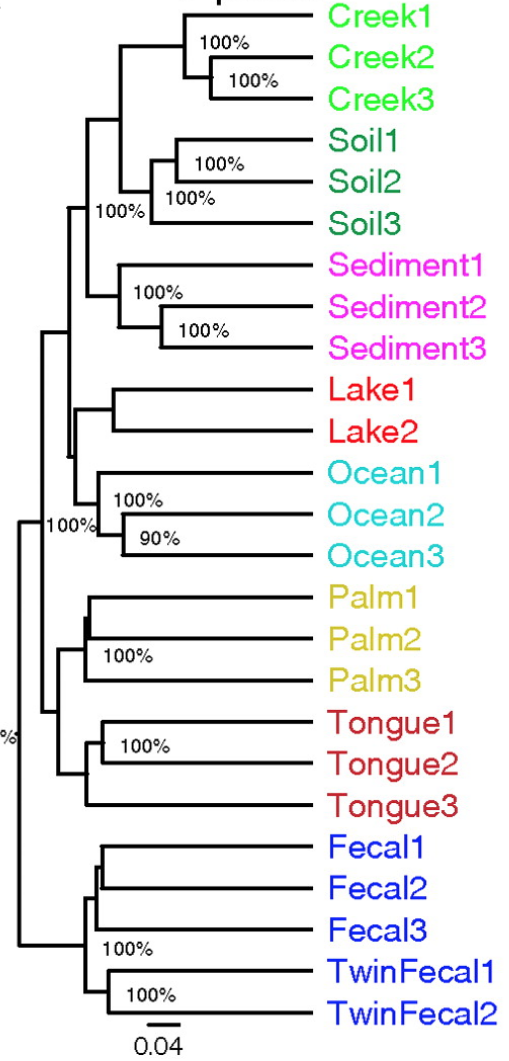 Creek1
100%
Creek2
100%
Creek3
Soil1
100%
Soil2
100%
100%
Soil3
Sediment1
100%
Sediment2
100%
Sediment3
Lake1
Lake2
Ocean1
100%
Ocean2
100%
90%
Ocean3
Palm1
Palm2
100%
Palm3
Tongue1
%
100%
Tongue2
Tongue3
Fecal1
Fecal2
Fecal3
100%
TwinFecal1
100%
TwinFecal2
0.04